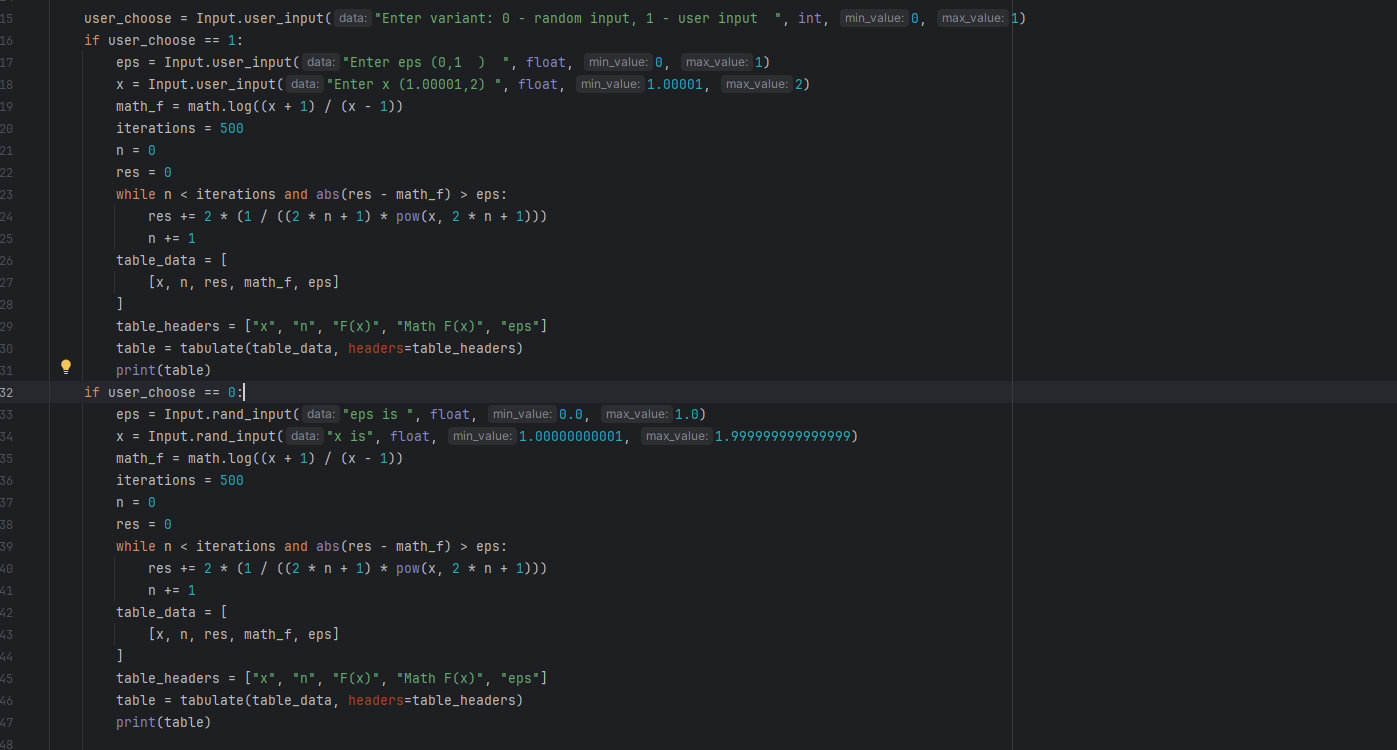 15 user_choose = Input.user_input( data: "Enter variant: 0 - random input, 1 - user input  ", int, min_value: 0, max_value: 1)
16 if user_choose == 1:
17     eps = Input.user_input( data: "Enter eps (0,1  )  ", float, min_value: 0, max_value: 1)
18     x = Input.user_input( data: "Enter x (1.00001,2) ", float, min_value: 1.00001, max_value: 2)
19     math_f = math.log((x + 1) / (x - 1))
20     iterations = 500
21     n = 0
22     res = 0
23     while n < iterations and abs(res - math_f) > eps:
24         res += 2 * (1 / ((2 * n + 1) * pow(x, 2 * n + 1)))
25         n += 1
26     table_data = [
27         [x, n, res, math_f, eps]
28     ]
29     table_headers = ["x", "n", "F(x)", "Math F(x)", "eps"]
30     table = tabulate(table_data, headers=table_headers)
31     print(table)
32 if user_choose == 0:
33     eps = Input.rand_input( data: "eps is ", float, min_value: 0.0, max_value: 1.0)
34     x = Input.rand_input( data: "x is", float, min_value: 1.00000000001, max_value: 1.999999999999999)
35     math_f = math.log((x + 1) / (x - 1))
36     iterations = 500
37     n = 0
38     res = 0
39     while n < iterations and abs(res - math_f) > eps:
40         res += 2 * (1 / ((2 * n + 1) * pow(x, 2 * n + 1)))
41         n += 1
42     table_data = [
43         [x, n, res, math_f, eps]
44     ]
45     table_headers = ["x", "n", "F(x)", "Math F(x)", "eps"]
46     table = tabulate(table_data, headers=table_headers)
47     print(table)
48